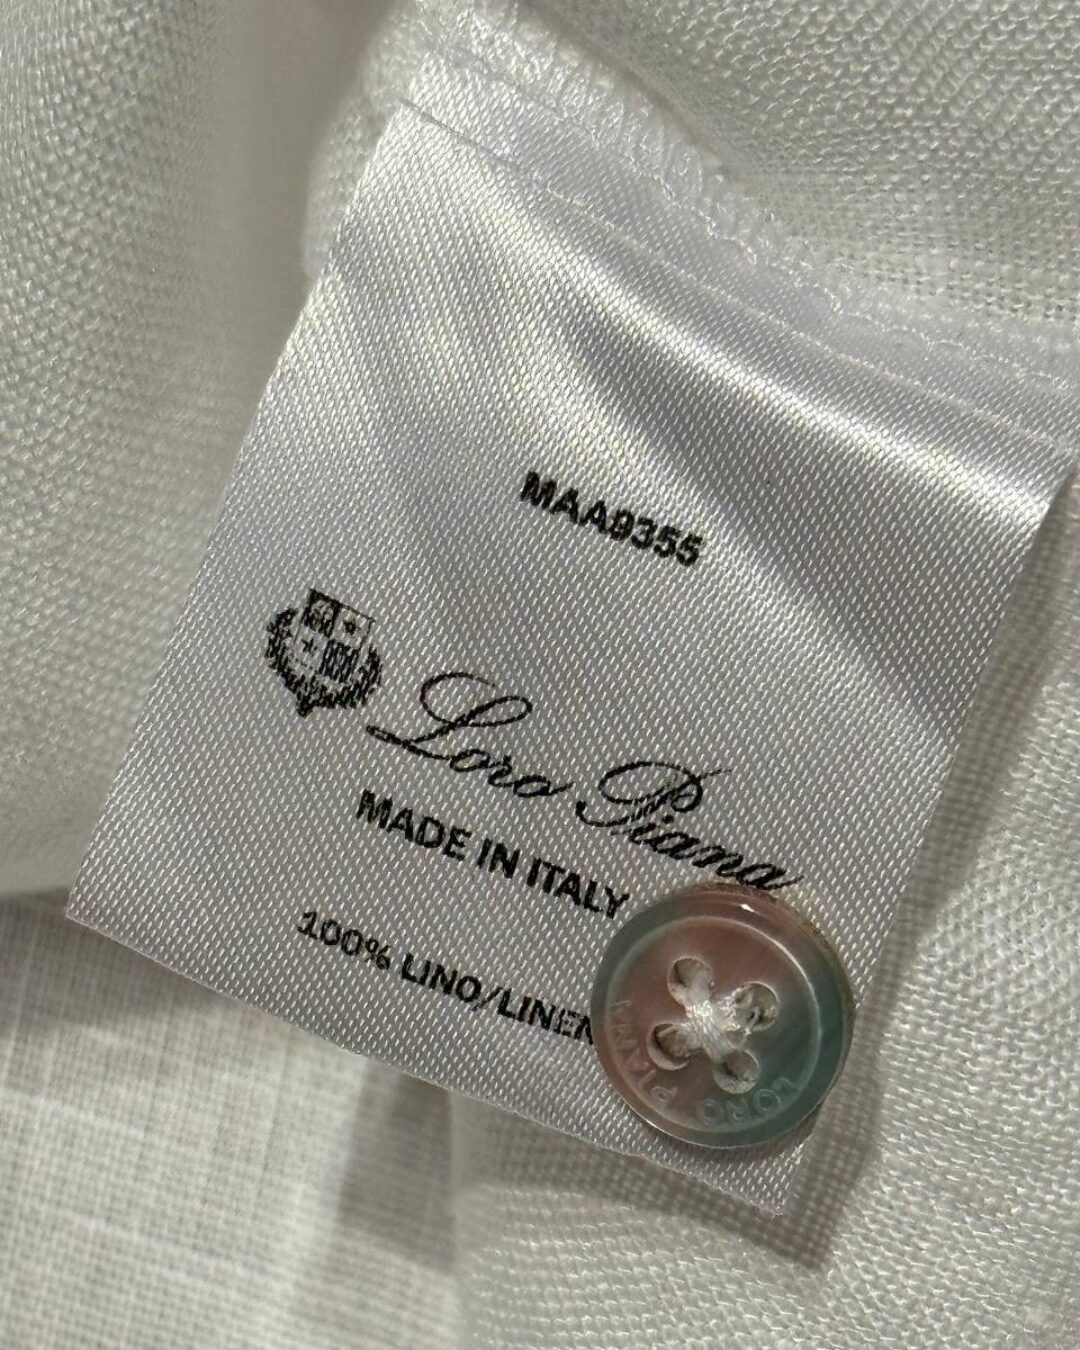 MAA9355
Loro Piana
MADE IN ITALY
100% LINO/LINEN
LORO PIANA